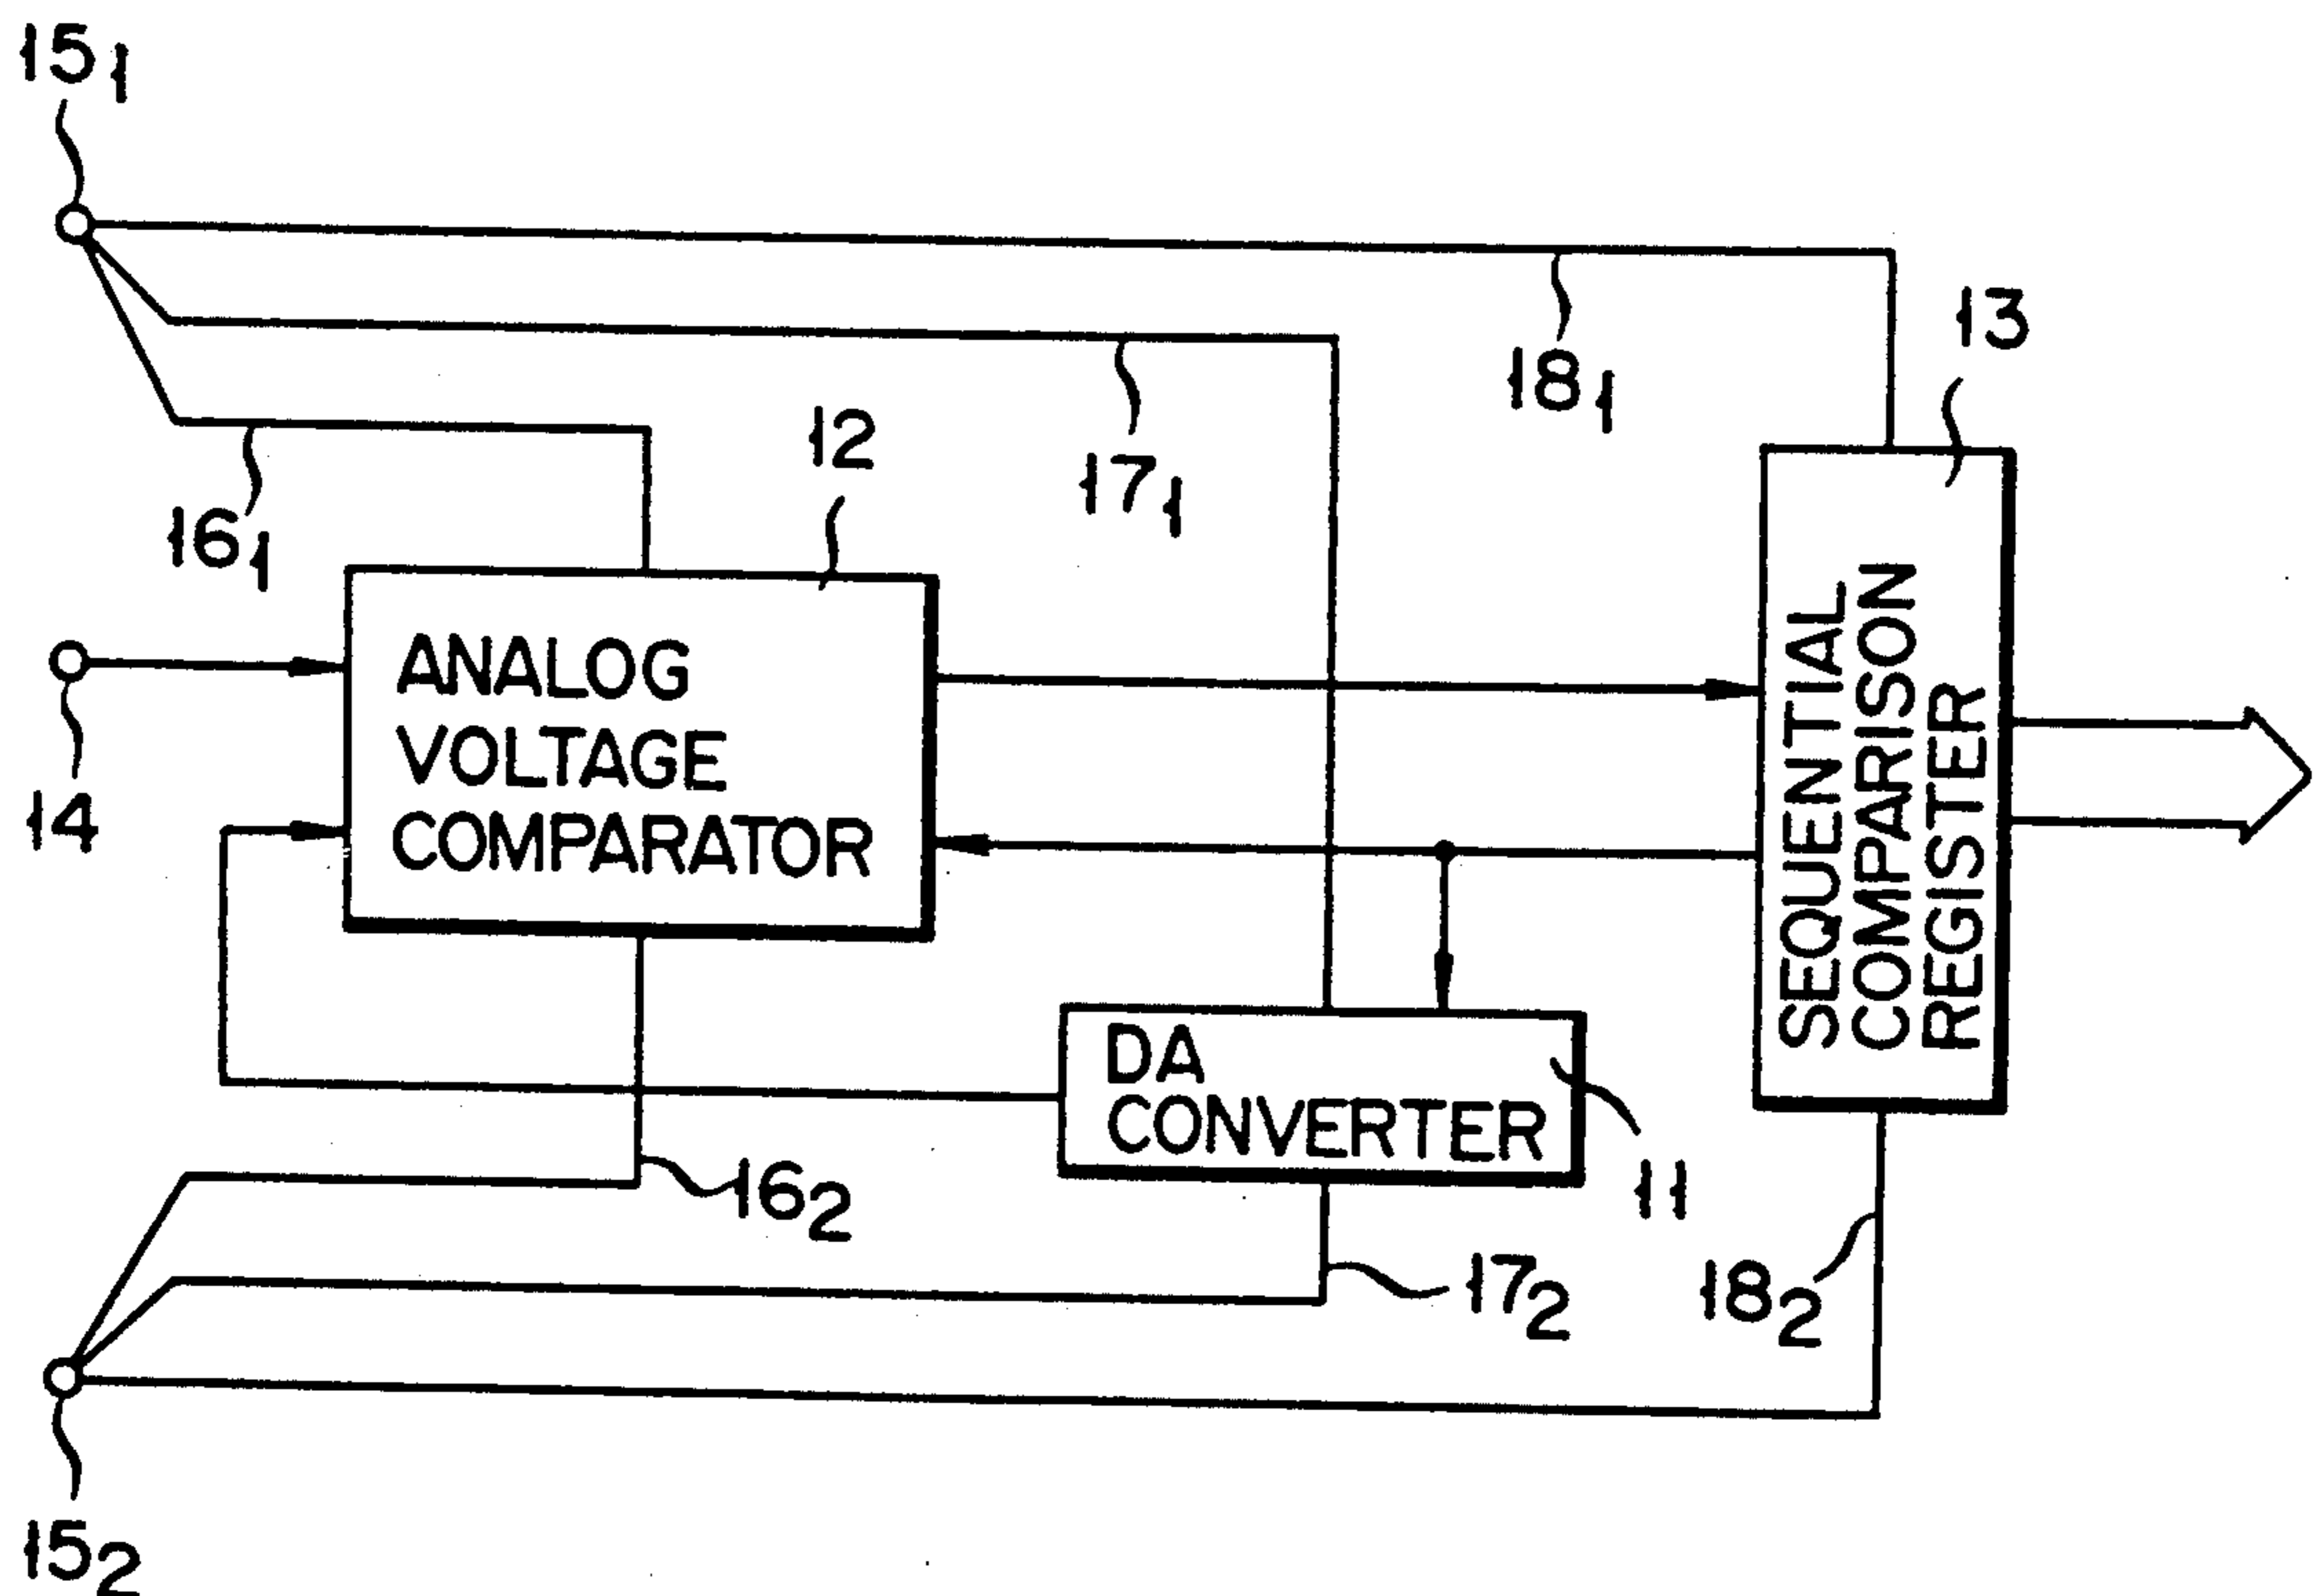 15₁
13
18₁
12
17₁
16₁
ANALOG
VOLTAGE
COMPARATOR
14
SEQUENTIAL
COMPARISON
REGISTER
DA
CONVERTER
11
16₂
17₂
18₂
15₂